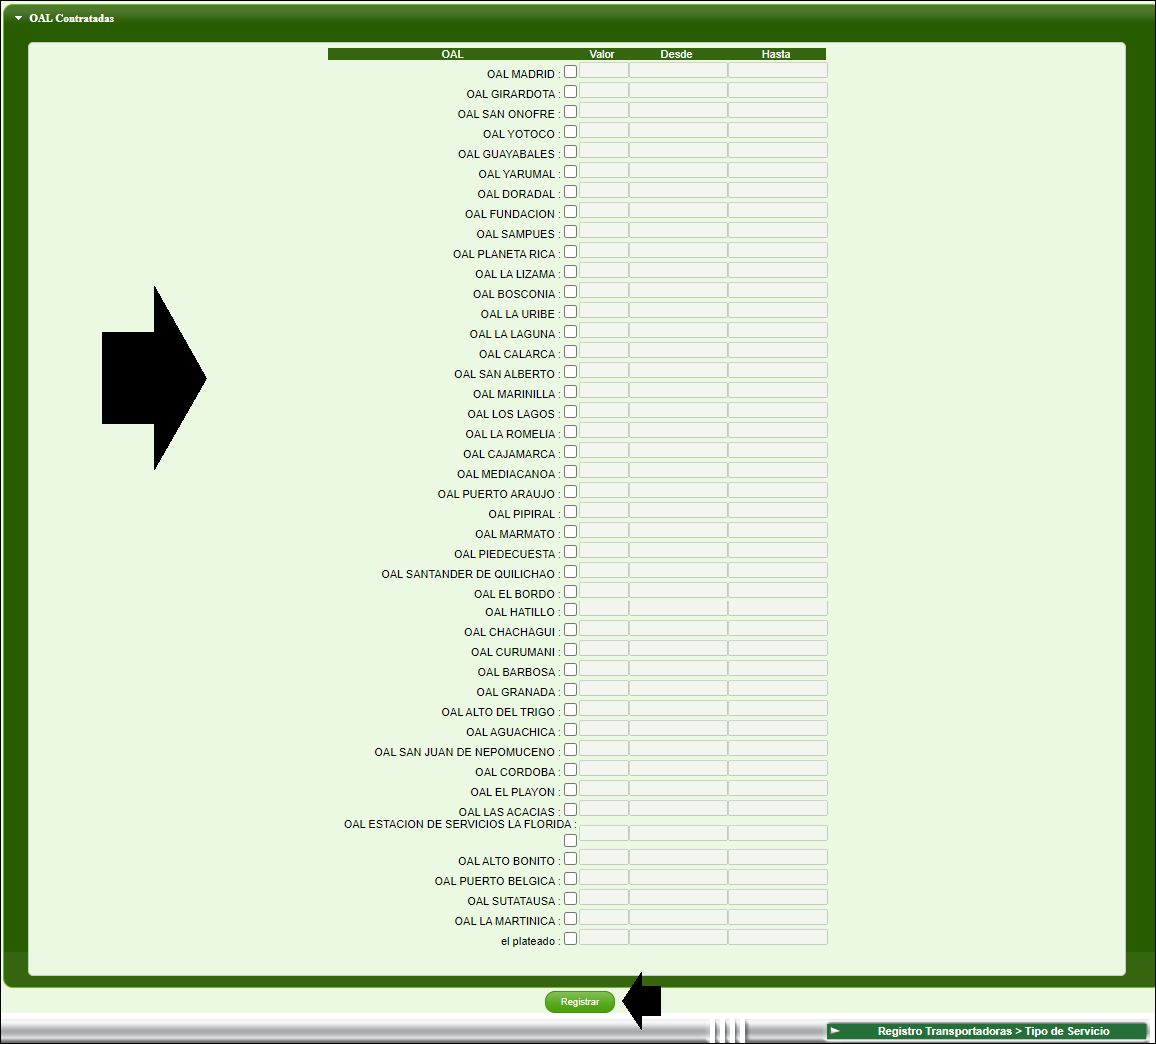 OAL Contratadas
OAL Valor Desde Hasta
OAL MADRID :
OAL GIRARDOTA :
OAL SAN ONOFRE :
OAL YOTOCO :
OAL GUAYABALES :
OAL YARUMAL :
OAL DORADAL :
OAL FUNDACION :
OAL SAMPUES :
OAL PLANETA RICA :
OAL LA LIZAMA :
OAL BOSCONIA :
OAL LA URIBE :
OAL LA LAGUNA :
OAL CALARCA :
OAL SAN ALBERTO :
OAL MARINILLA :
OAL LOS LAGOS :
OAL LA ROMELIA :
OAL CAJAMARCA :
OAL MEDIACANOA :
OAL PUERTO ARAUJO :
OAL PIPIRAL :
OAL MARMATO :
OAL PIEDECUESTA :
OAL SANTANDER DE QUILICHAO :
OAL EL BORDO :
OAL HATILLO :
OAL CHACHAGUI :
OAL CURUMANI :
OAL BARBOSA :
OAL GRANADA :
OAL ALTO DEL TRIGO :
OAL AGUACHICA :
OAL SAN JUAN DE NEPOMUCENO :
OAL CORDOBA :
OAL EL PLAYON :
OAL LAS ACACIAS :
OAL ESTACION DE SERVICIOS LA FLORIDA :
OAL ALTO BONITO :
OAL PUERTO BELGICA :
OAL SUTATAUSA :
OAL LA MARTINICA :
el plateado :
Registrar
Registro Transportadoras > Tipo de Servicio